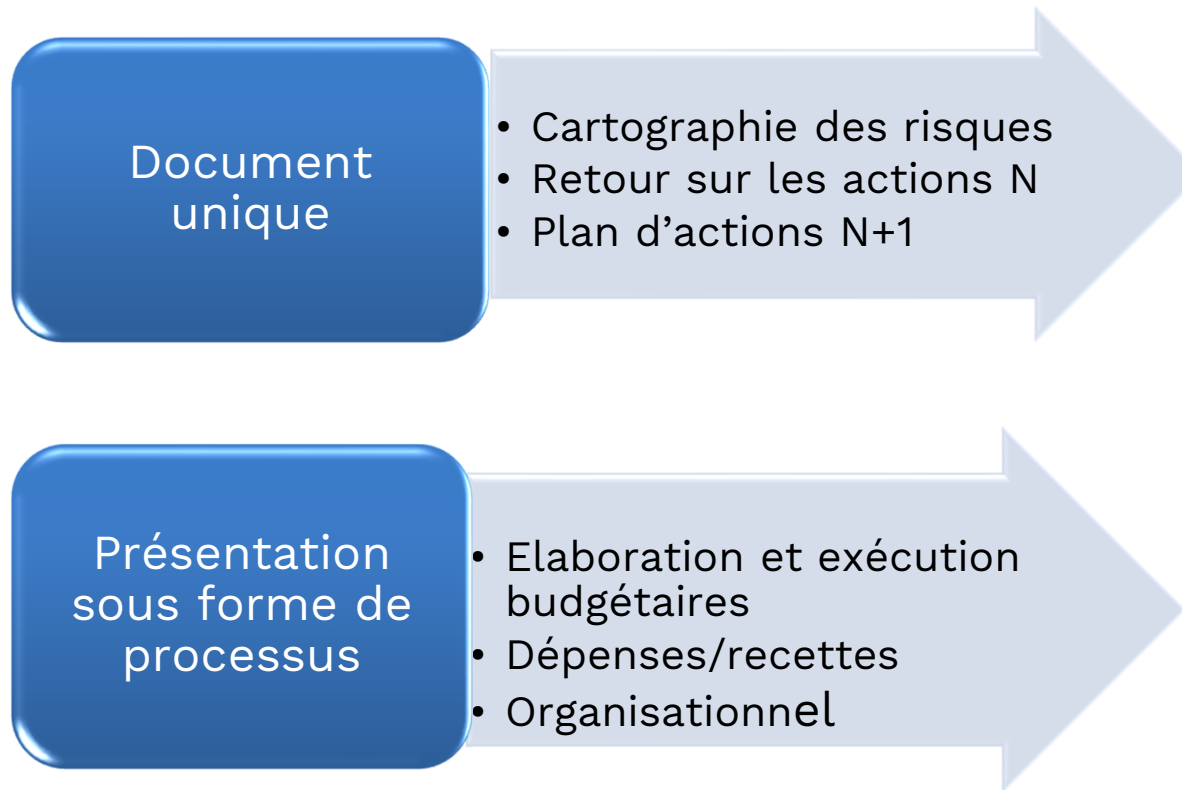 Document
unique
• Cartographie des risques
• Retour sur les actions N
• Plan d’actions N+1
Présentation
sous forme de
processus
• Elaboration et exécution
budgétaires
• Dépenses/recettes
• Organisationnel